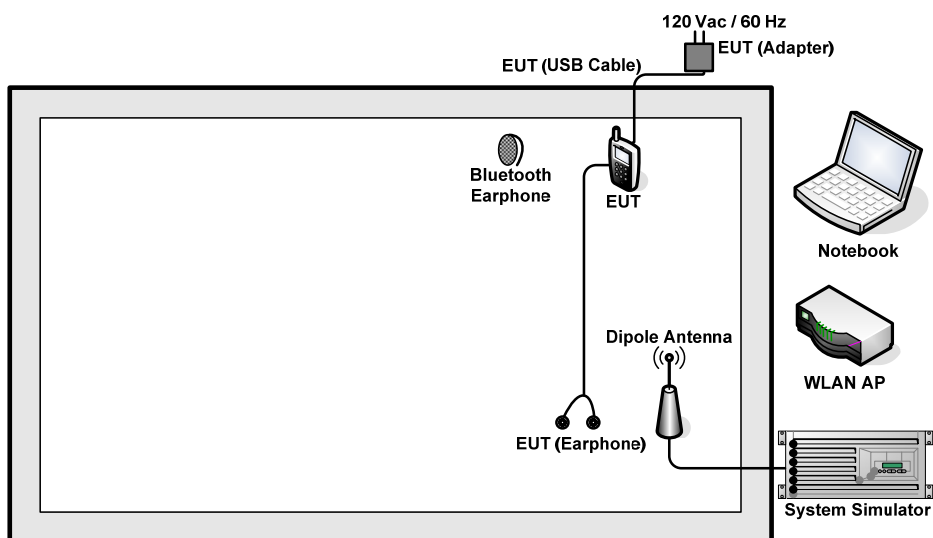 120 Vac / 60 Hz
EUT (Adapter)
EUT (USB Cable)
Bluetooth
Earphone
EUT
Notebook
Dipole Antenna
WLAN AP
EUT (Earphone)
System Simulator